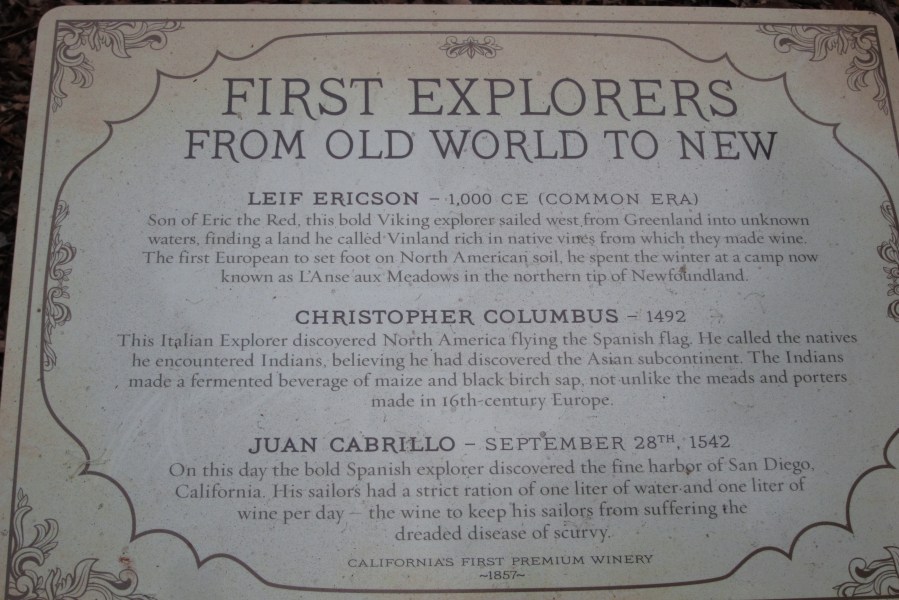 FIRST EXPLORERS
FROM OLD WORLD TO NEW
LEIF ERICSON – 1,000 CE (COMMON ERA)
Son of Eric the Red, this bold Viking explorer sailed west from Greenland into unknown
waters, finding a land he called Vinland rich in native vines from which they made wine.
The first European to set foot on North American soil, he spent the winter at a camp now
known as L'Anse aux Meadows in the northern tip of Newfoundland.
CHRISTOPHER COLUMBUS – 1492
This Italian Explorer discovered North America flying the Spanish flag. He called the natives
he encountered Indians, believing he had discovered the Asian subcontinent. The Indians
made a fermented beverage of maize and black birch sap, not unlike the meads and porters
made in 16th-century Europe.
JUAN CABRILLO – SEPTEMBER 28TH, 1542
On this day the bold Spanish explorer discovered the fine harbor of San Diego,
California. His sailors had a strict ration of one liter of water and one liter of
wine per day – the wine to keep his sailors from suffering the
dreaded disease of scurvy.
CALIFORNIA'S FIRST PREMIUM WINERY
~1857~